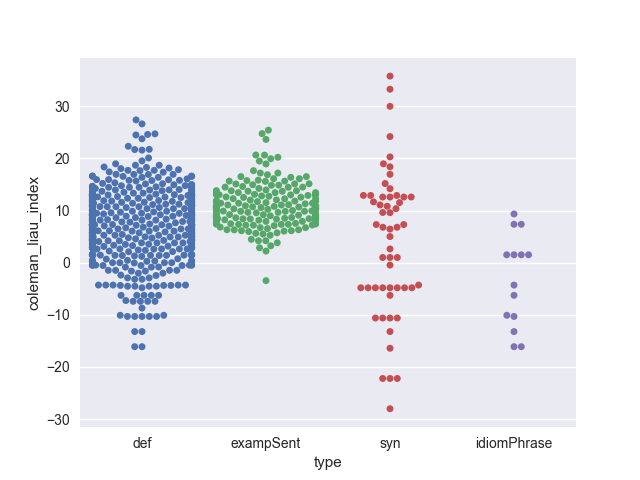 30
20
10
0
−10
−20
−30
coleman_liau_index
def exampSent syn idiomPhrase
type